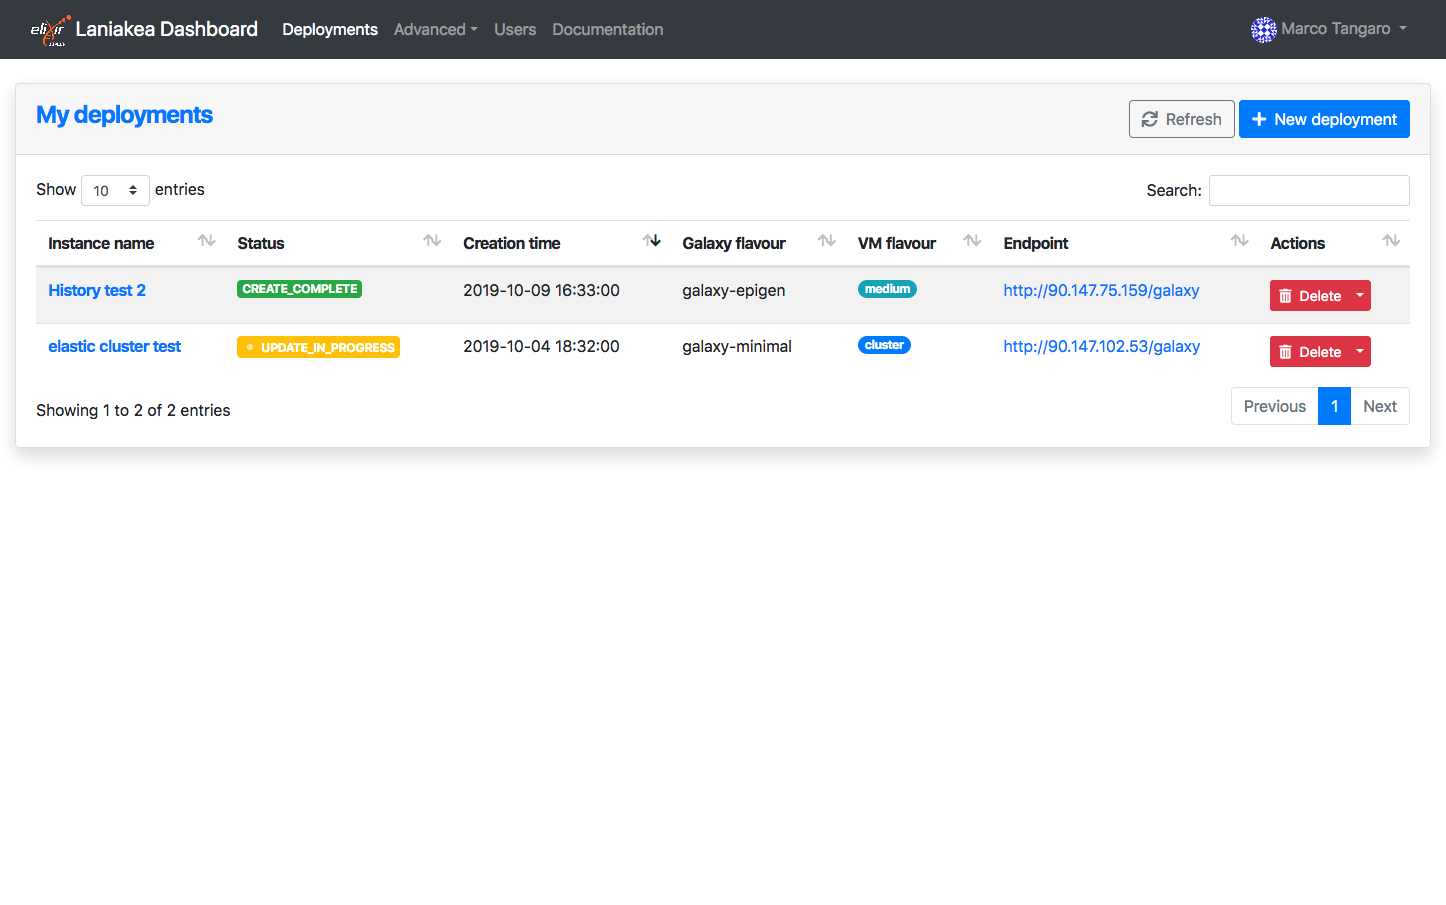 elixir ITALY Laniakea Dashboard Deployments Advanced Users Documentation Marco Tangaro
My deployments Refresh New deployment
Show 10 entries Search:
Instance name Status Creation time Galaxy flavour VM flavour Endpoint Actions
History test 2 CREATE_COMPLETE 2019-10-09 16:33:00 galaxy-epigen medium http://90.147.75.159/galaxy Delete
elastic cluster test UPDATE_IN_PROGRESS 2019-10-04 18:32:00 galaxy-minimal cluster http://90.147.102.53/galaxy Delete
Showing 1 to 2 of 2 entries Previous 1 Next